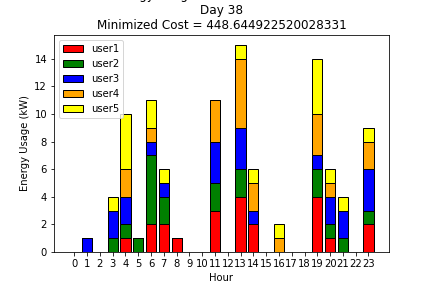 Day 38
Minimized Cost = 448.644922520028331
user1
user2
user3
user4
user5
Energy Usage (kW)
14
12
10
8
6
4
2
0
0 1 2 3 4 5 6 7 8 9 10 11 12 13 14 15 16 17 18 19 20 21 22 23
Hour